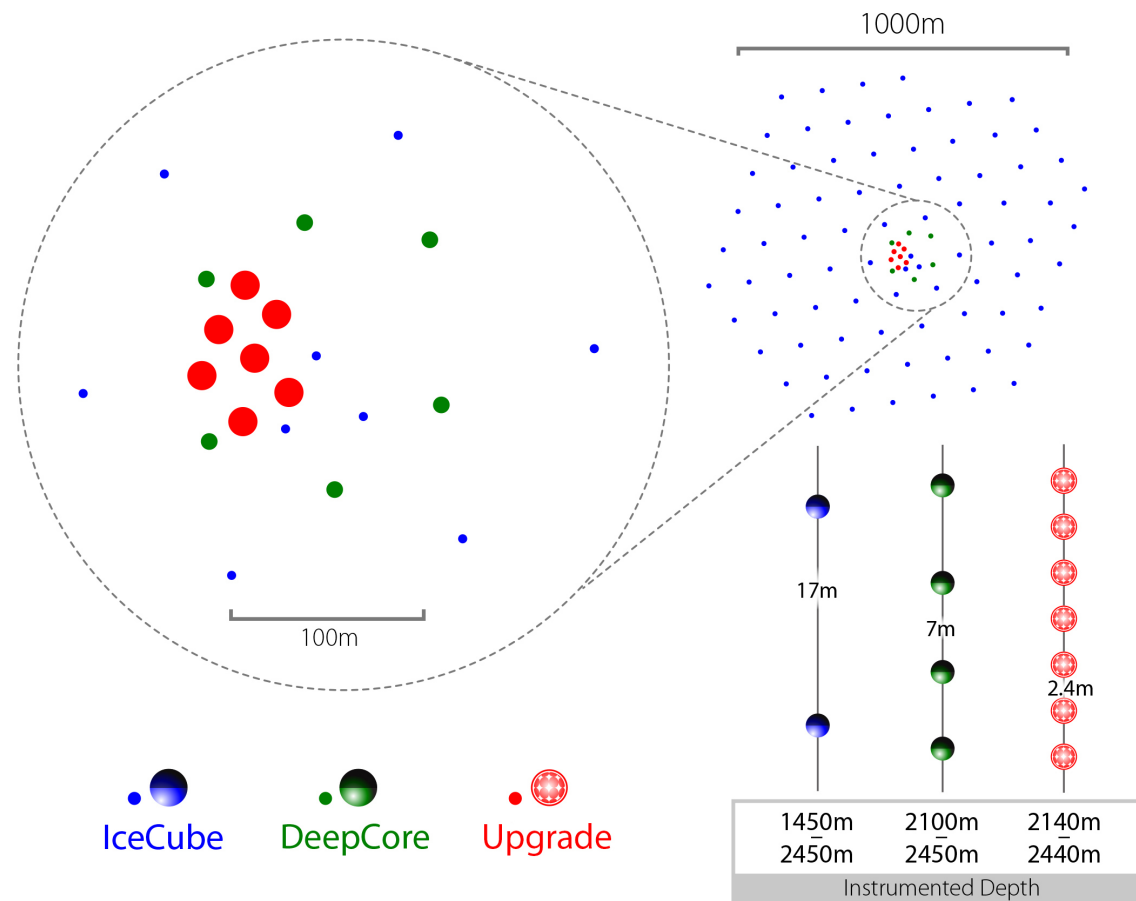 1000m
100m
17m
7m
2.4m
IceCube
DeepCore
Upgrade
1450m
–
2450m
2100m
–
2450m
2140m
–
2440m
Instrumented Depth